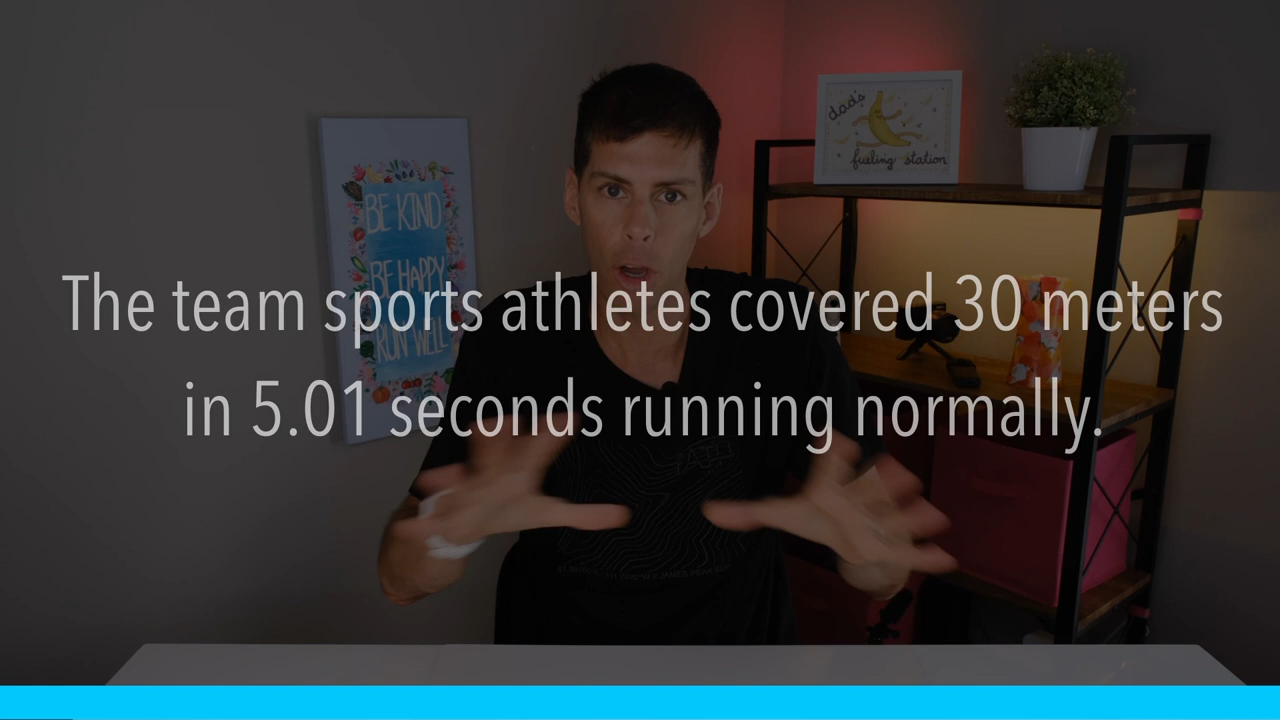 dad's
fueling station
BE KIND
BE HAPPY
RUN WELL
The team sports athletes covered 30 meters
in 5.01 seconds running normally.